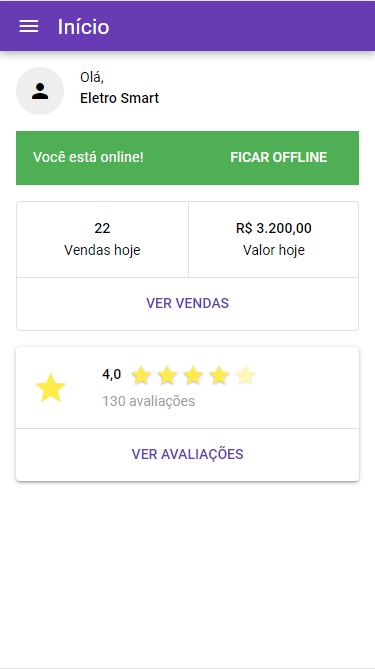 Início
Olá,
Eletro Smart
Você está online!
FICAR OFFLINE
22
Vendas hoje
R$ 3.200,00
Valor hoje
VER VENDAS
4,0
130 avaliações
VER AVALIAÇÕES